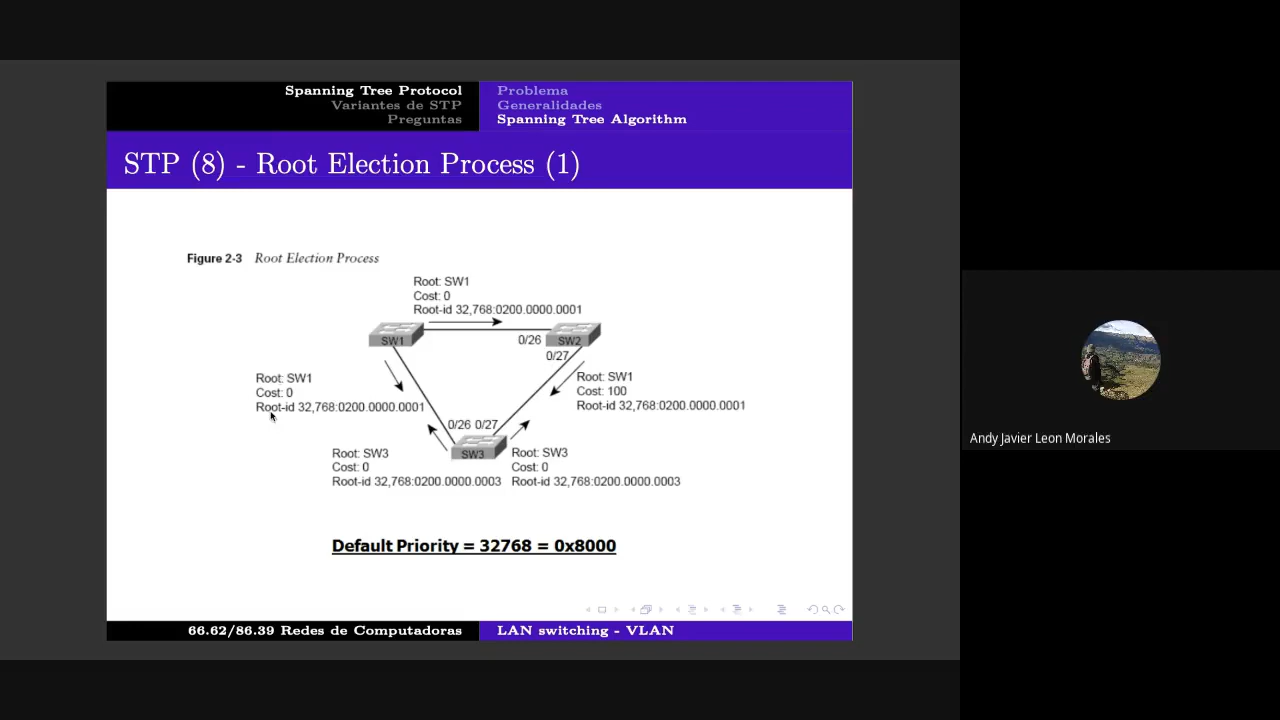 Spanning Tree Protocol
Variantes de STP
Preguntas
Problema
Generalidades
Spanning Tree Algorithm
STP (8) - Root Election Process (1)
Figure 2-3 Root Election Process
Root: SW1
Cost: 0
Root-id 32,768:0200.0000.0001
SW1
0/26
SW2
0/27
Root: SW1
Cost: 0
Root-id 32,768:0200.0000.0001
Root: SW1
Cost: 100
Root-id 32,768:0200.0000.0001
0/26 0/27
SW3
Root: SW3
Cost: 0
Root-id 32,768:0200.0000.0003
Root: SW3
Cost: 0
Root-id 32,768:0200.0000.0003
Default Priority = 32768 = 0x8000
66.62/86.39 Redes de Computadoras
LAN switching - VLAN
Andy Javier Leon Morales